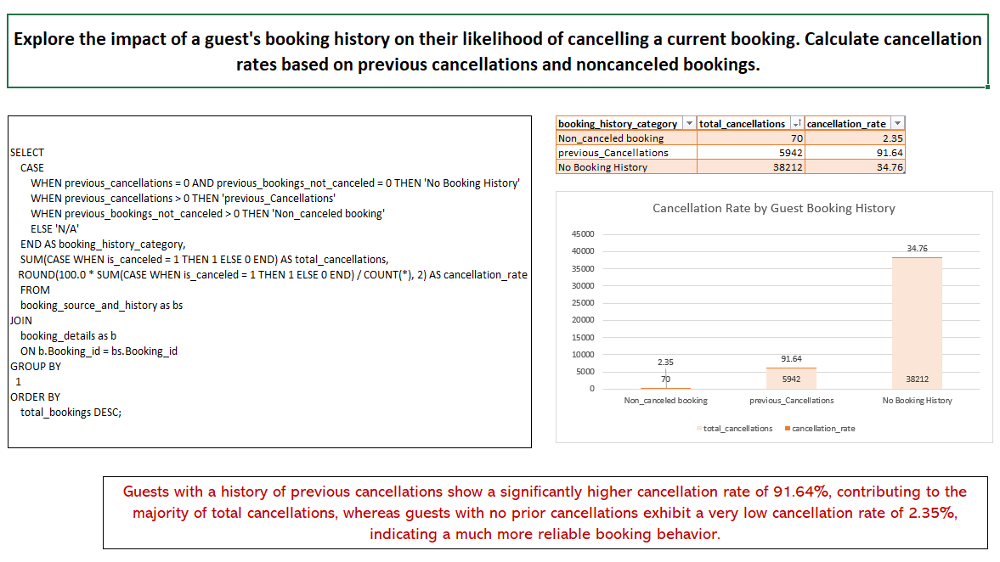 Explore the impact of a guest's booking history on their likelihood of cancelling a current booking. Calculate cancellation
rates based on previous cancellations and noncanceled bookings.
SELECT
CASE
WHEN previous_cancellations = 0 AND previous_bookings_not_canceled = 0 THEN 'No Booking History'
WHEN previous_cancellations > 0 THEN 'previous_Cancellations'
WHEN previous_bookings_not_canceled > 0 THEN 'Non_canceled booking'
ELSE 'N/A'
END AS booking_history_category,
SUM(CASE WHEN is_canceled = 1 THEN 1 ELSE 0 END) AS total_cancellations,
ROUND(100.0 * SUM(CASE WHEN is_canceled = 1 THEN 1 ELSE 0 END) / COUNT(*), 2) AS cancellation_rate
FROM
booking_source_and_history as bs
JOIN
booking_details as b
ON b.Booking_id = bs.Booking_id
GROUP BY
1
ORDER BY
total_bookings DESC;
booking_history_category total_cancellations cancellation_rate
Non_canceled booking 70 2.35
previous_Cancellations 5942 91.64
No Booking History 38212 34.76
Cancellation Rate by Guest Booking History
45000
40000
35000
30000
25000
20000
15000
10000
5000
0
2.35 91.64 34.76
70 5942 38212
Non_canceled booking previous_Cancellations No Booking History
total_cancellations cancellation_rate
Guests with a history of previous cancellations show a significantly higher cancellation rate of 91.64%, contributing to the
majority of total cancellations, whereas guests with no prior cancellations exhibit a very low cancellation rate of 2.35%,
indicating a much more reliable booking behavior.